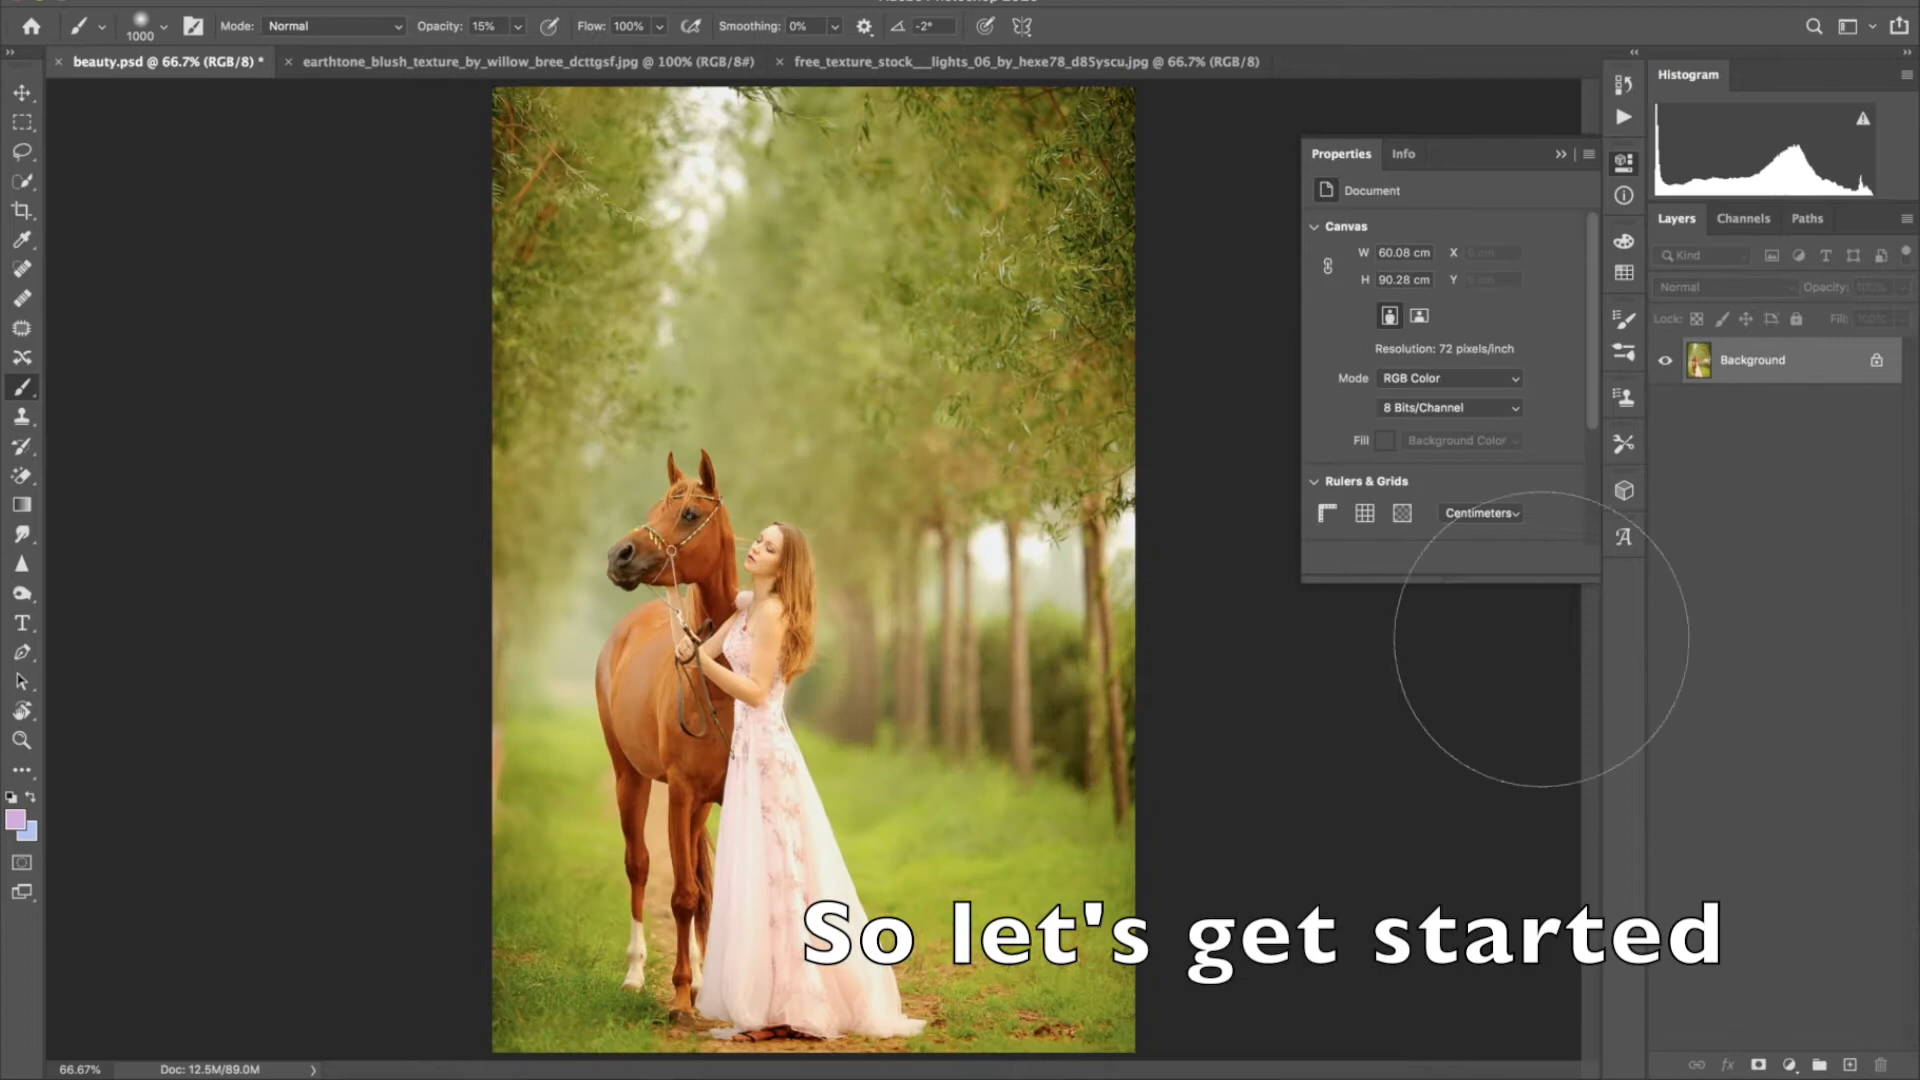 Mode: Normal Opacity: 15% Flow: 100% Smoothing: 0% -2°
1000
beauty.psd @ 66.7% (RGB/8) *
earthtone_blush_texture_by_willow_bree_dcttgsf.jpg @ 100% (RGB/8#)
free_texture_stock___lights_06_by_hexe78_d85yscu.jpg @ 66.7% (RGB/8)
Histogram
Properties Info
Document
Canvas
W 60.08 cm X
H 90.28 cm Y
Resolution: 72 pixels/inch
Mode RGB Color
8 Bits/Channel
Fill Background Color
Rulers & Grids
Centimeters
Layers Channels Paths
Kind
Normal Opacity: 100%
Lock: Fill: 100%
Background
So let's get started
66.67% Doc: 12.5M/89.0M